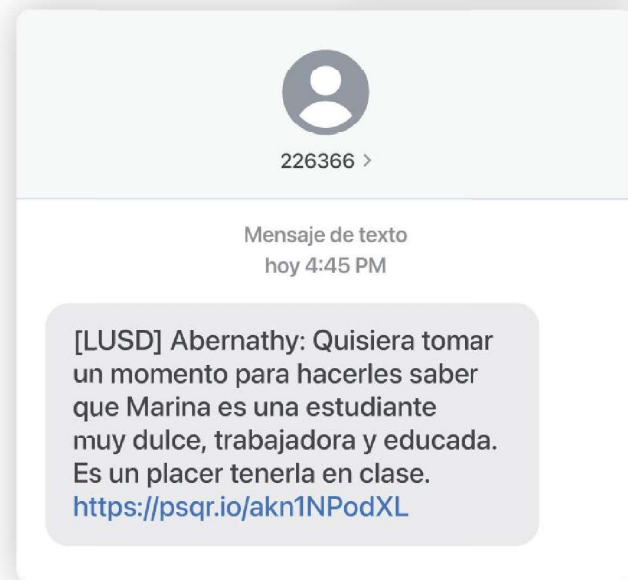 226366 >
Mensaje de texto
hoy 4:45 PM
[LUSD] Abernathy: Quisiera tomar
un momento para hacerles saber
que Marina es una estudiante
muy dulce, trabajadora y educada.
Es un placer tenerla en clase.
https://psqr.io/akn1NPodXL